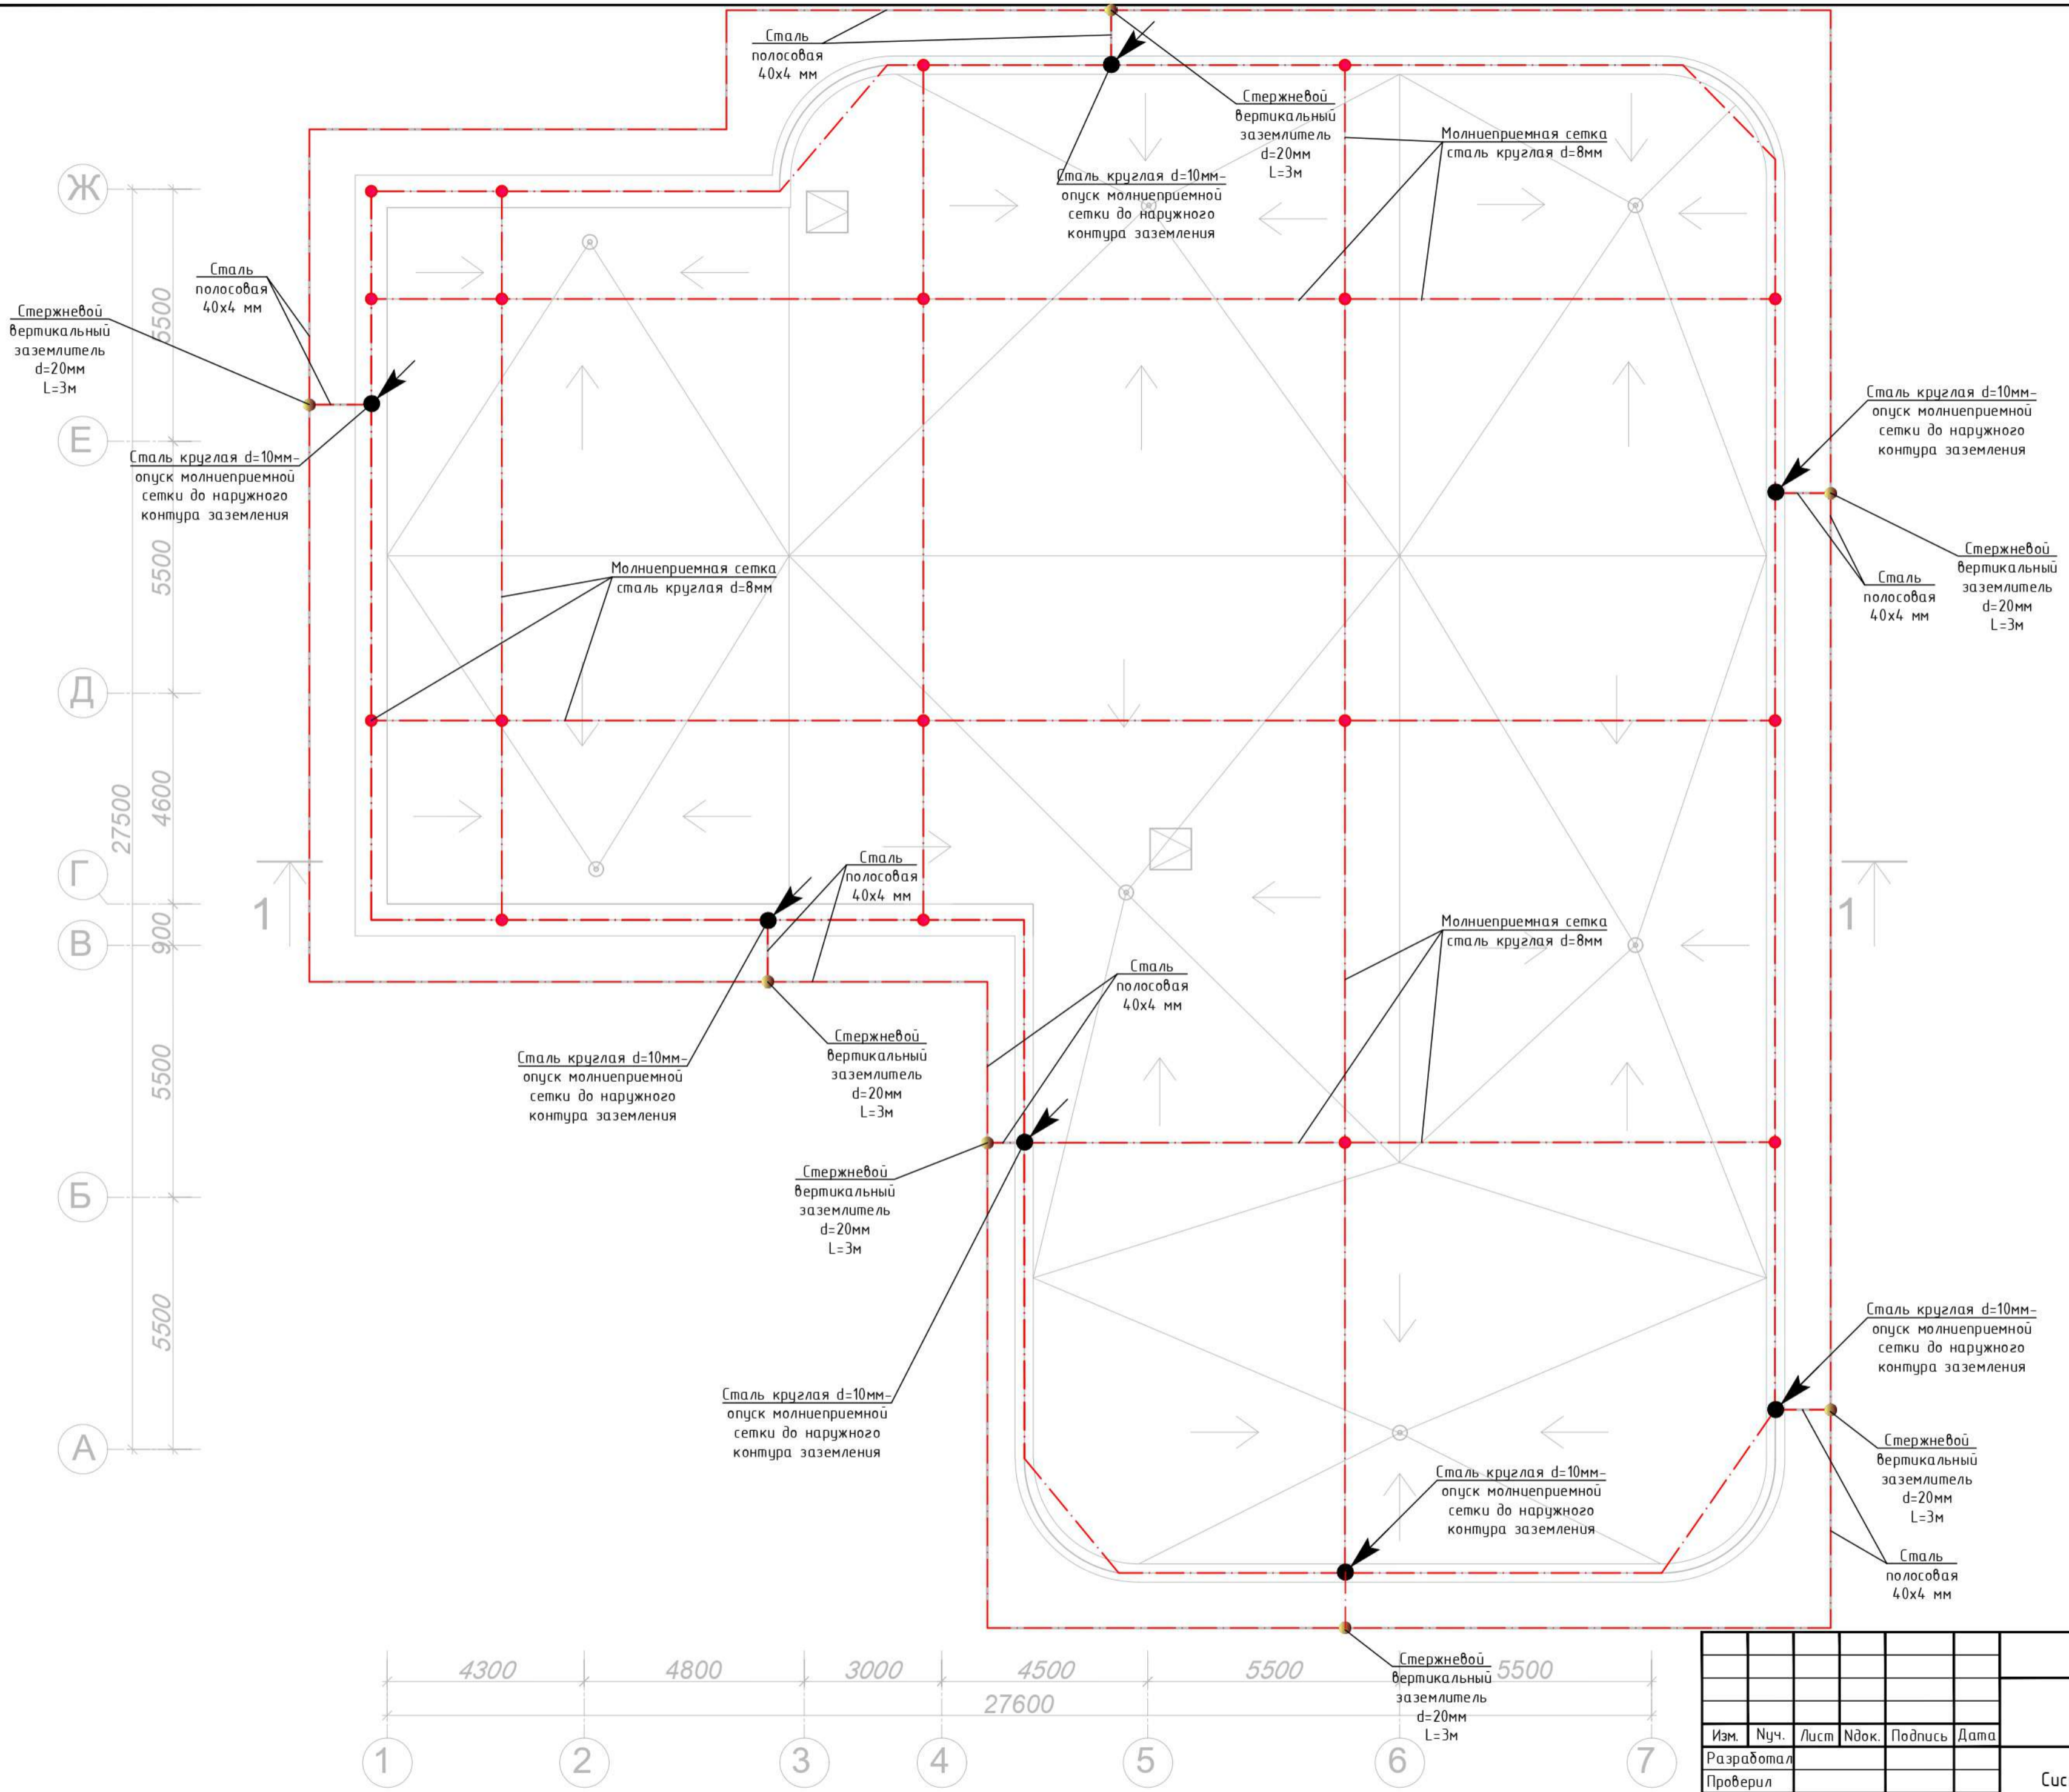 Сталь
полосовая
40х4 мм
Стержневой
вертикальный
заземлитель
d=20мм
L=3м
Молниеприемная сетка
сталь круглая d=8мм
Сталь круглая d=10мм-
опуск молниеприемной
сетки до наружного
контура заземления
Ж
Сталь
полосовая
40х4 мм
Стержневой
вертикальный
заземлитель
d=20мм
L=3м
5500
Сталь круглая d=10мм-
опуск молниеприемной
сетки до наружного
контура заземления
Е
Сталь круглая d=10мм-
опуск молниеприемной
сетки до наружного
контура заземления
5500
Молниеприемная сетка
сталь круглая d=8мм
Стержневой
вертикальный
заземлитель
d=20мм
L=3м
Сталь
полосовая
40х4 мм
Д
27500
4600
Г
Сталь
полосовая
40х4 мм
1
1
В
900
Молниеприемная сетка
сталь круглая d=8мм
Сталь
полосовая
40х4 мм
Сталь круглая d=10мм-
опуск молниеприемной
сетки до наружного
контура заземления
Стержневой
вертикальный
заземлитель
d=20мм
L=3м
5500
Стержневой
вертикальный
заземлитель
d=20мм
L=3м
Б
5500
Сталь круглая d=10мм-
опуск молниеприемной
сетки до наружного
контура заземления
Сталь круглая d=10мм-
опуск молниеприемной
сетки до наружного
контура заземления
А
Стержневой
вертикальный
заземлитель
d=20мм
L=3м
Сталь круглая d=10мм-
опуск молниеприемной
сетки до наружного
контура заземления
Сталь
полосовая
40х4 мм
Стержневой
вертикальный
заземлитель
d=20мм
L=3м
4300 4800 3000 4500 5500 5500
27600
1 2 3 4 5 6 7
Изм. Nуч. Лист Nдок. Подпись Дата
Разработал
Проверил
Сис